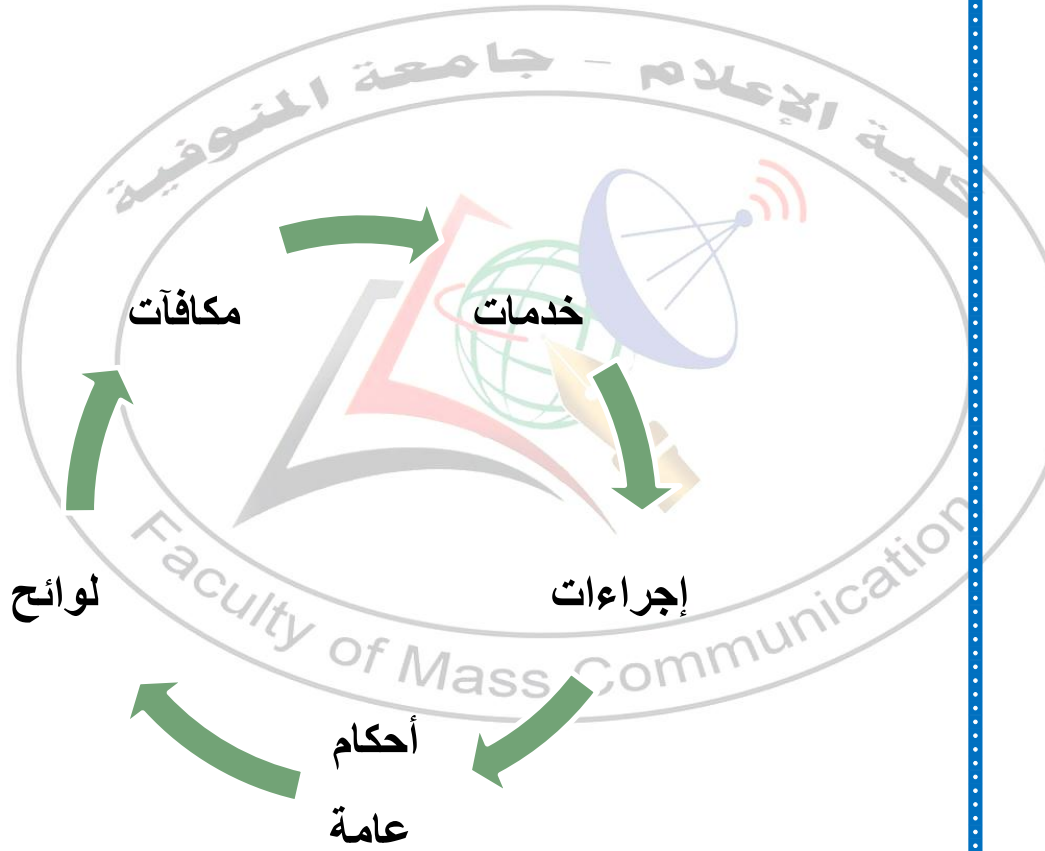 كلية الإعلام - جامعة المنوفية
مكافآت
خدمات
لوائح
إجراءات
أحكام
عامة
Faculty of Mass Communication